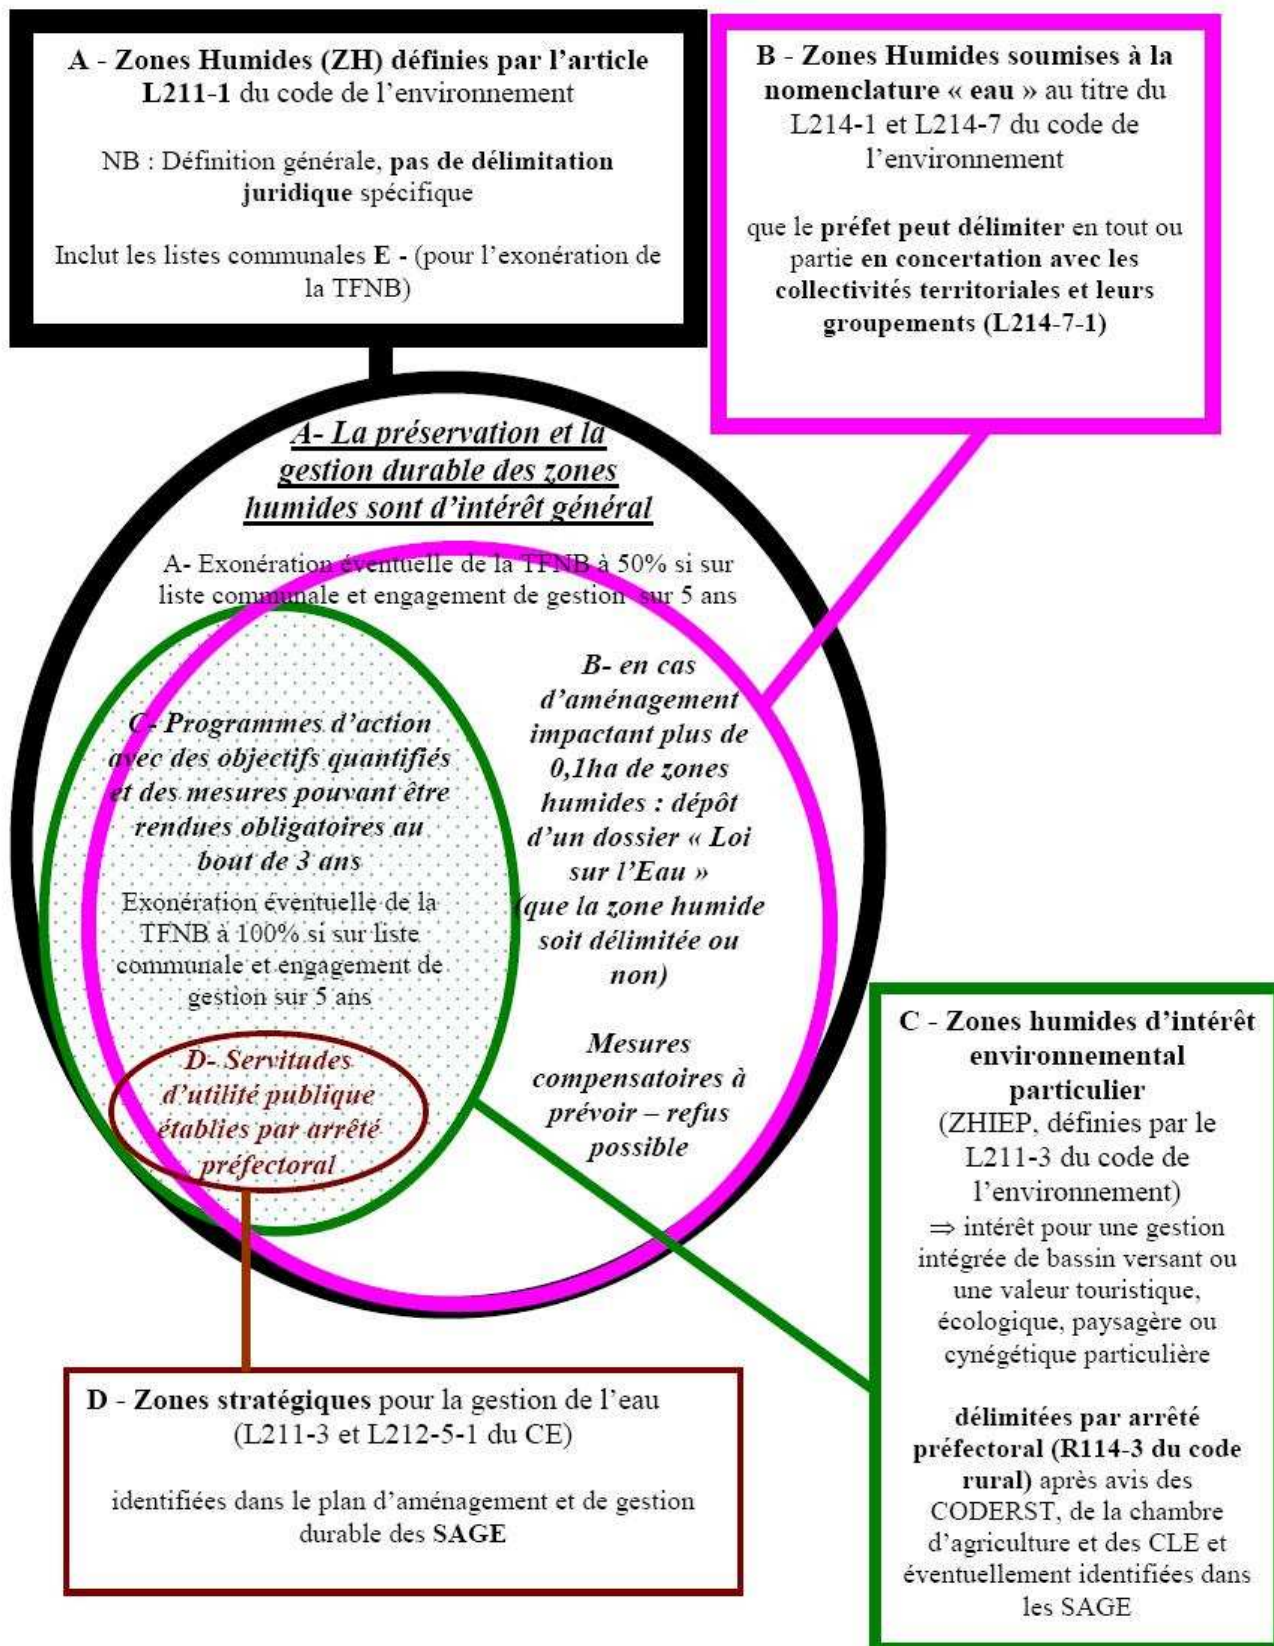 A - Zones Humides (ZH) définies par l’article
L211-1 du code de l’environnement
NB : Définition générale, pas de délimitation
juridique spécifique
Inclut les listes communales E - (pour l’exonération de
la TFNB)
B - Zones Humides soumises à la
nomenclature « eau » au titre du
L214-1 et L214-7 du code de
l’environnement
que le préfet peut délimiter en tout ou
partie en concertation avec les
collectivités territoriales et leurs
groupements (L214-7-1)
A- La préservation et la
gestion durable des zones
humides sont d’intérêt général
A- Exonération éventuelle de la TFNB à 50% si sur
liste communale et engagement de gestion sur 5 ans
B- en cas
d’aménagement
impactant plus de
0,1ha de zones
humides : dépôt
d’un dossier « Loi
sur l’Eau »
(que la zone humide
soit délimitée ou
non)
Mesures
compensatoires à
prévoir – refus
possible
C- Programmes d’action
avec des objectifs quantifiés
et des mesures pouvant être
rendues obligatoires au
bout de 3 ans
Exonération éventuelle de la
TFNB à 100% si sur liste
communale et engagement de
gestion sur 5 ans
D- Servitudes
d’utilité publique
établies par arrêté
préfectoral
C - Zones humides d’intérêt
environnemental
particulier
(ZHIEP, définies par le
L211-3 du code de
l’environnement)
⇒ intérêt pour une gestion
intégrée de bassin versant ou
une valeur touristique,
écologique, paysagère ou
cynégétique particulière
délimitées par arrêté
préfectoral (R114-3 du code
rural) après avis des
CODERST, de la chambre
d’agriculture et des CLE et
éventuellement identifiées dans
les SAGE
D - Zones stratégiques pour la gestion de l’eau
(L211-3 et L212-5-1 du CE)
identifiées dans le plan d’aménagement et de gestion
durable des SAGE